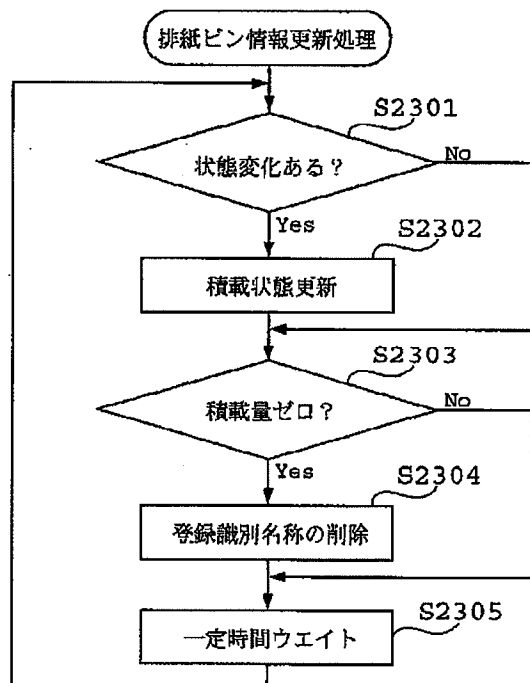 排紙ビン情報更新処理
S2301
状態変化ある?
No
Yes
S2302
積載状態更新
S2303
積載量ゼロ?
No
Yes
S2304
登録識別名称の削除
S2305
一定時間ウエイト